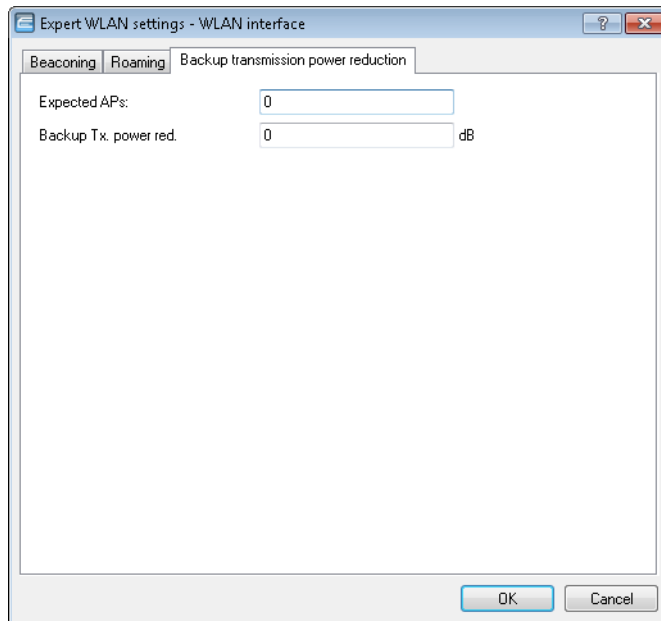 Expert WLAN settings - WLAN interface
Beaconing Roaming Backup transmission power reduction
Expected APs: 0
Backup Tx. power red. 0 dB
OK Cancel